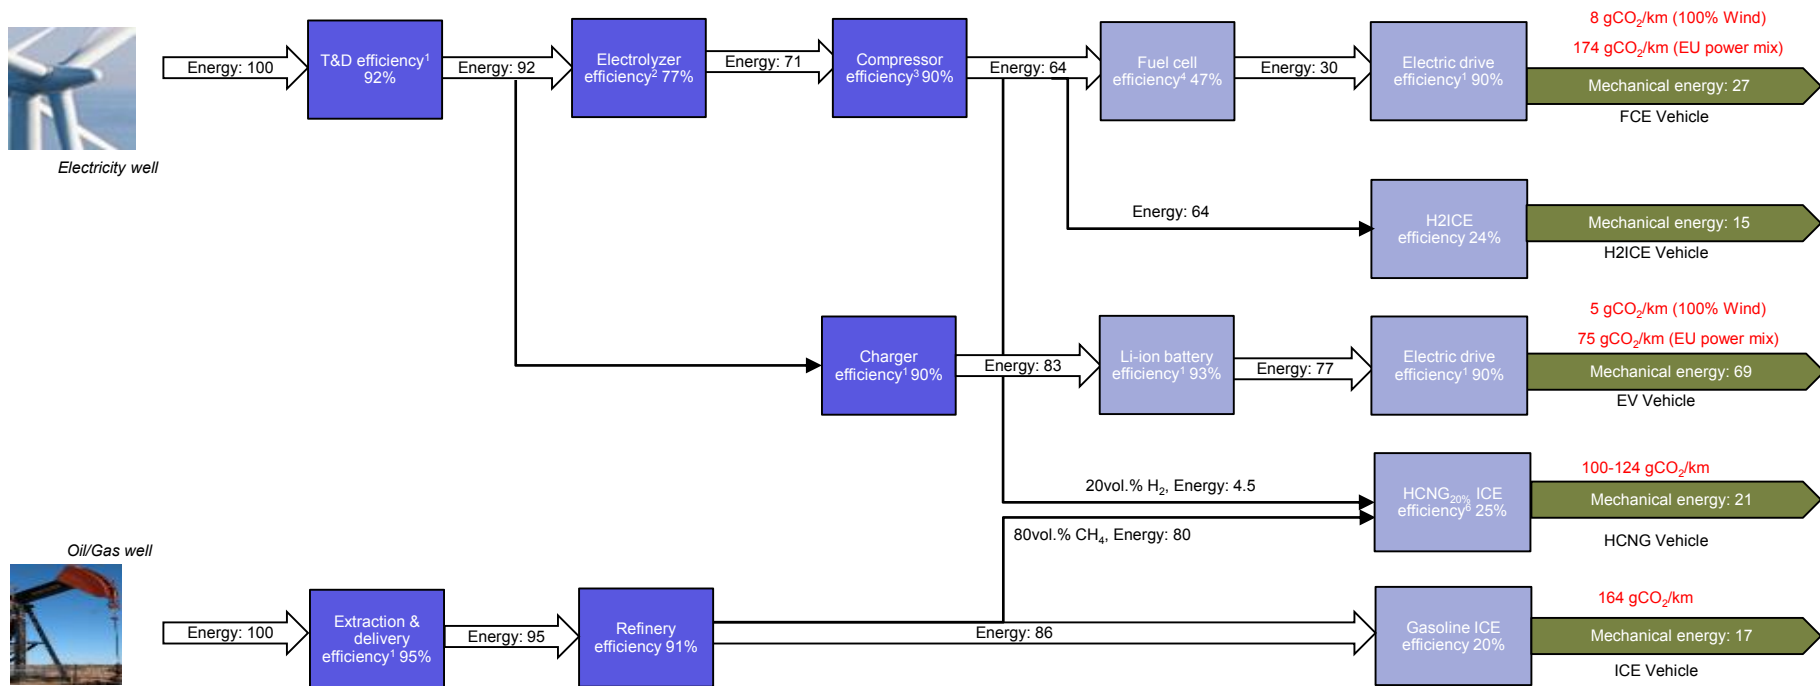 8 gCO₂/km (100% Wind)
174 gCO₂/km (EU power mix)
Energy: 100
T&D efficiency¹
92%
Energy: 92
Electrolyzer
efficiency² 77%
Energy: 71
Compressor
efficiency³ 90%
Energy: 64
Fuel cell
efficiency⁴ 47%
Energy: 30
Electric drive
efficiency¹ 90%
Mechanical energy: 27
FCE Vehicle
Electricity well
Energy: 64
H2ICE
efficiency 24%
Mechanical energy: 15
H2ICE Vehicle
5 gCO₂/km (100% Wind)
75 gCO₂/km (EU power mix)
Charger
efficiency¹ 90%
Energy: 83
Li-ion battery
efficiency¹ 93%
Energy: 77
Electric drive
efficiency¹ 90%
Mechanical energy: 69
EV Vehicle
100-124 gCO₂/km
20vol.% H₂, Energy: 4.5
80vol.% CH₄, Energy: 80
HCNG₂₀% ICE
efficiency⁶ 25%
Mechanical energy: 21
HCNG Vehicle
Oil/Gas well
164 gCO₂/km
Energy: 100
Extraction &
delivery
efficiency¹ 95%
Energy: 95
Refinery
efficiency 91%
Energy: 86
Gasoline ICE
efficiency 20%
Mechanical energy: 17
ICE Vehicle